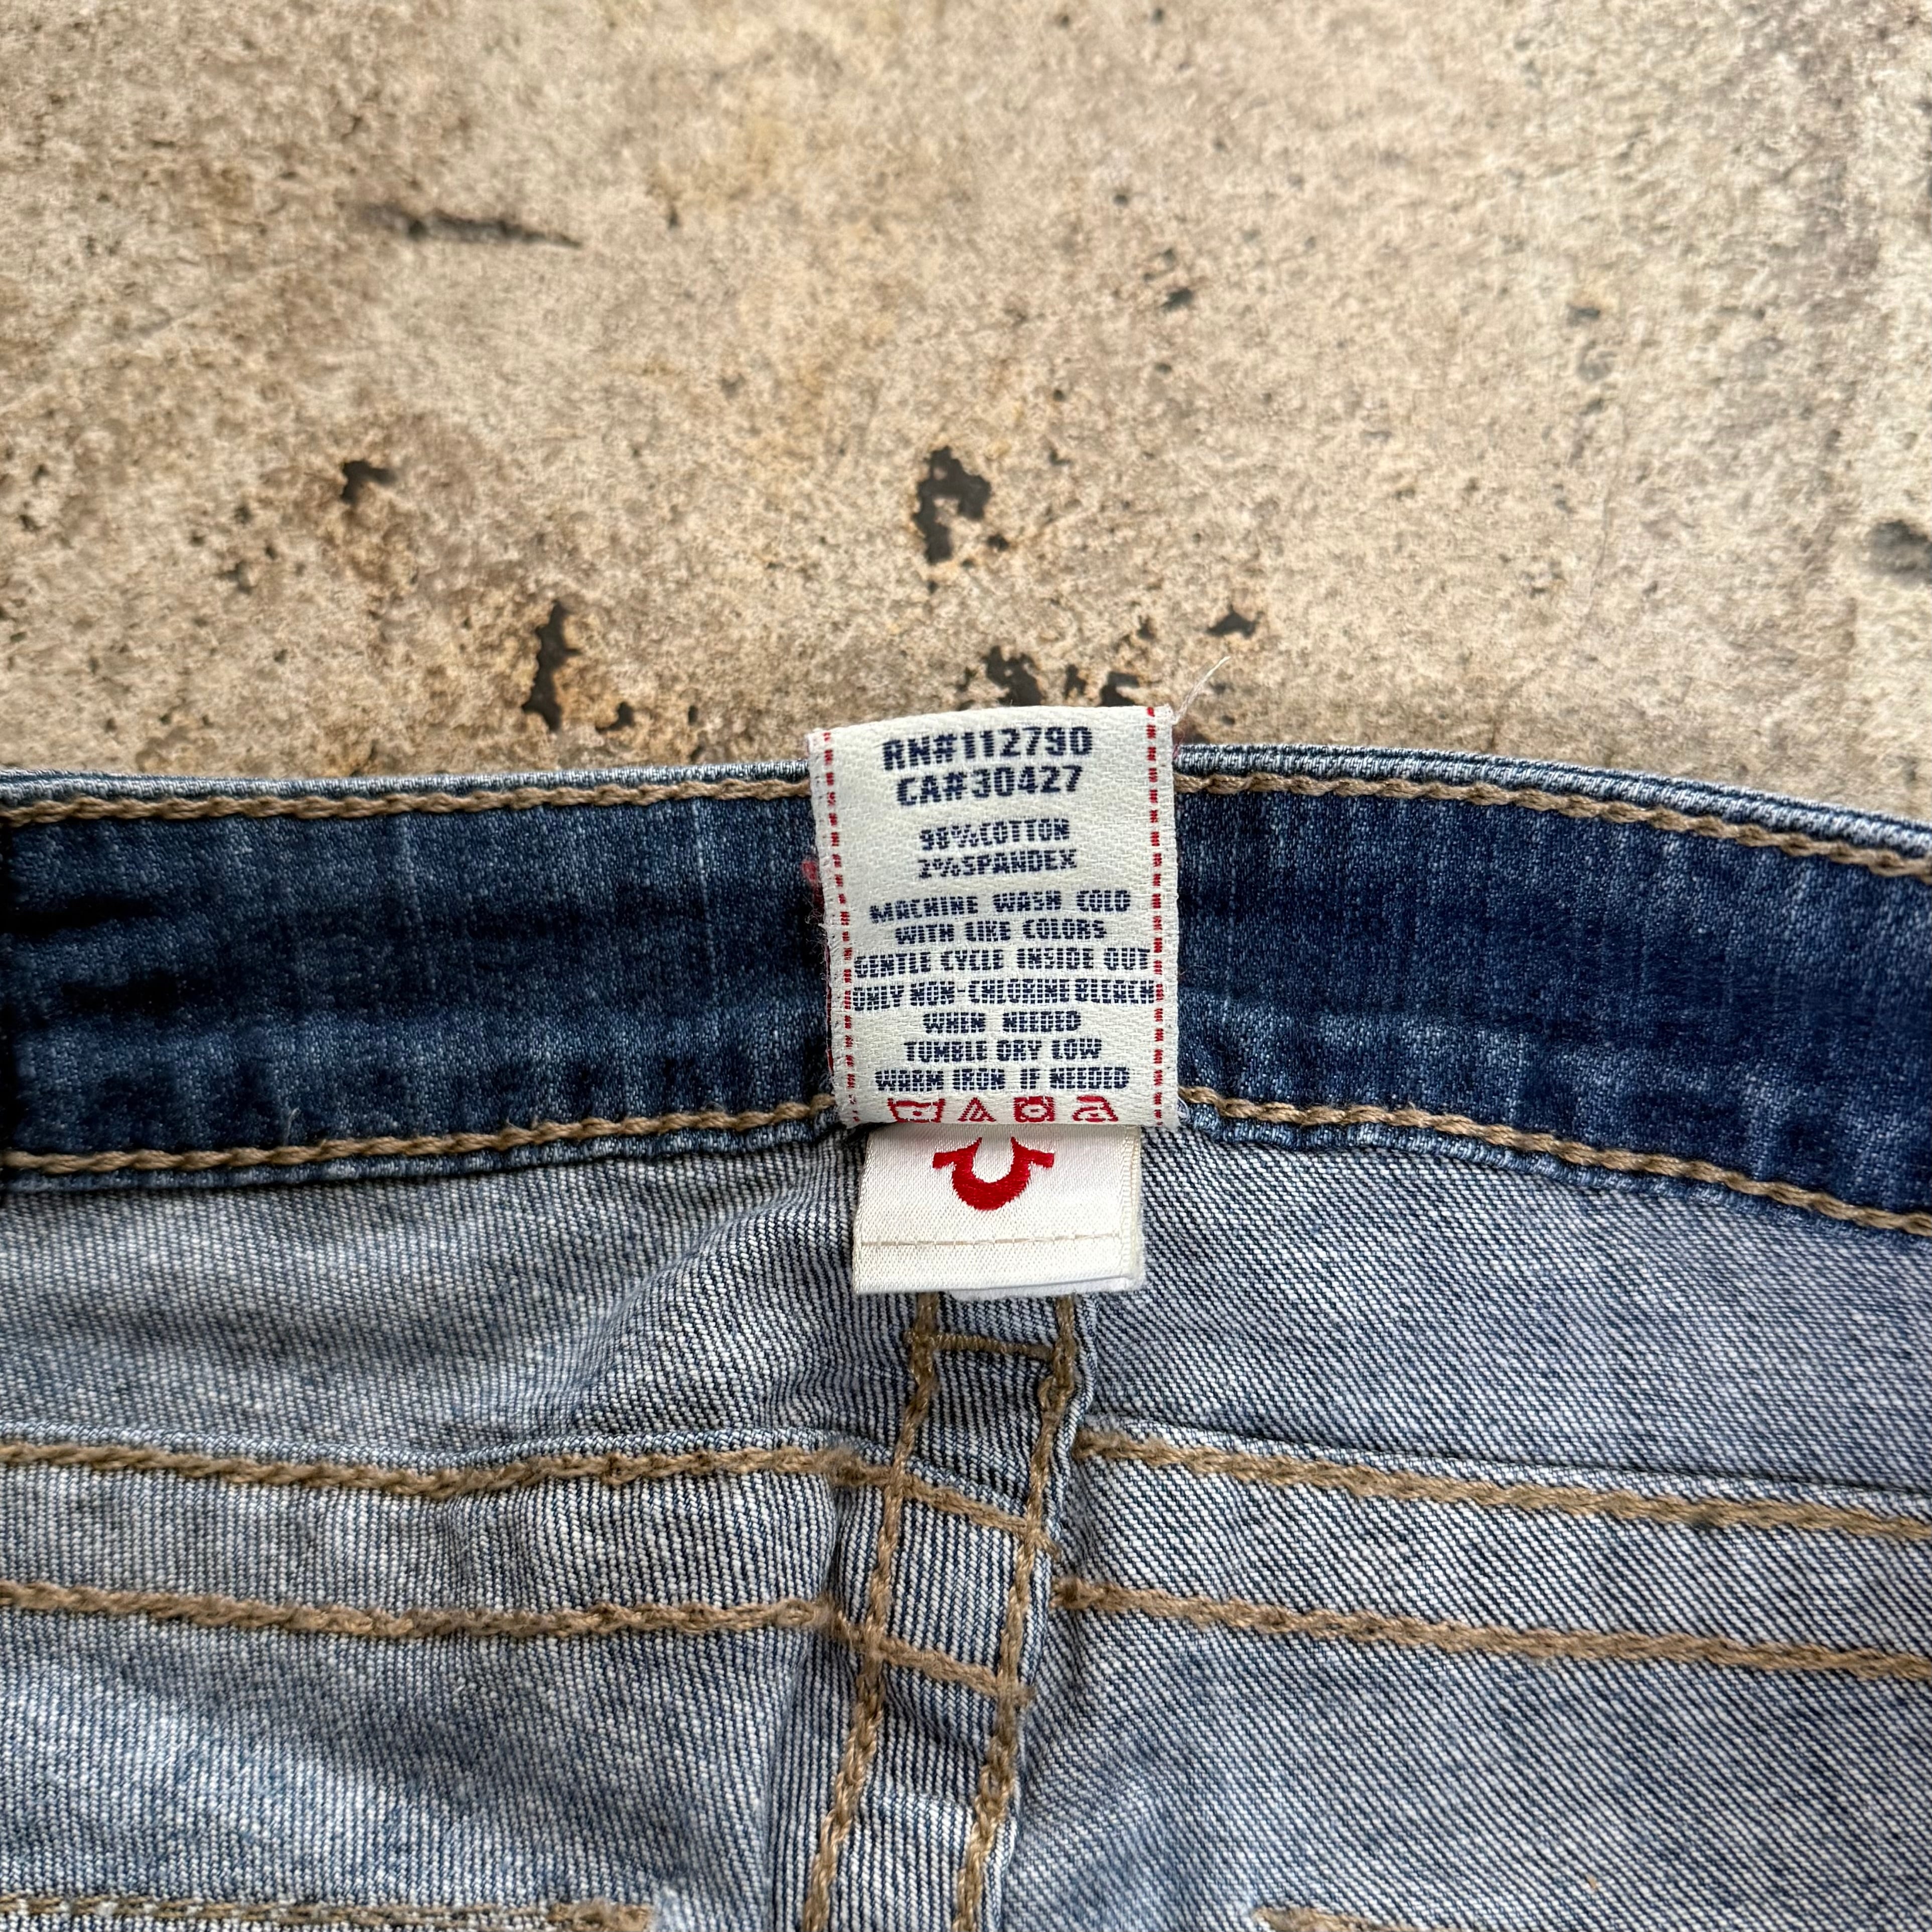 RN#112790
CA#30427
98%COTTON
2%SPANDEX
MACHINE WASH COLD
WITH LIKE COLORS
GENTLE CYCLE INSIDE OUT
ONLY NON-CHLORINE BLEACH
WHEN NEEDED
TUMBLE DRY LOW
WARM IRON IF NEEDED